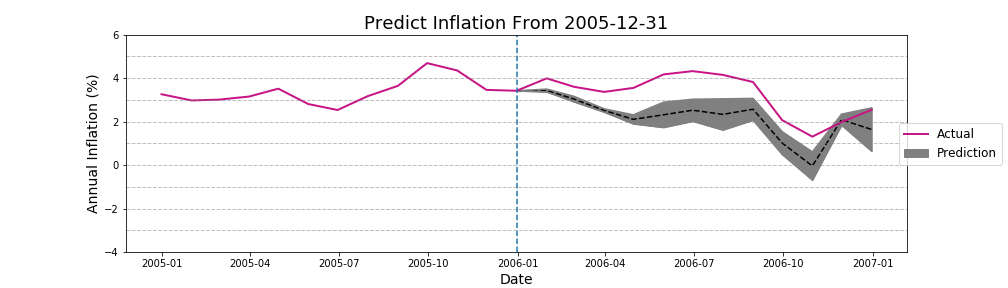 Predict Inflation From 2005-12-31
Annual Inflation (%)
6
4
2
0
−2
−4
2005-01 2005-04 2005-07 2005-10 2006-01 2006-04 2006-07 2006-10 2007-01
Date
Actual
Prediction